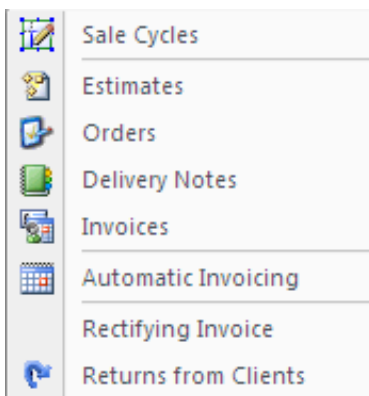 Sale Cycles
Estimates
Orders
Delivery Notes
Invoices
Automatic Invoicing
Rectifying Invoice
Returns from Clients